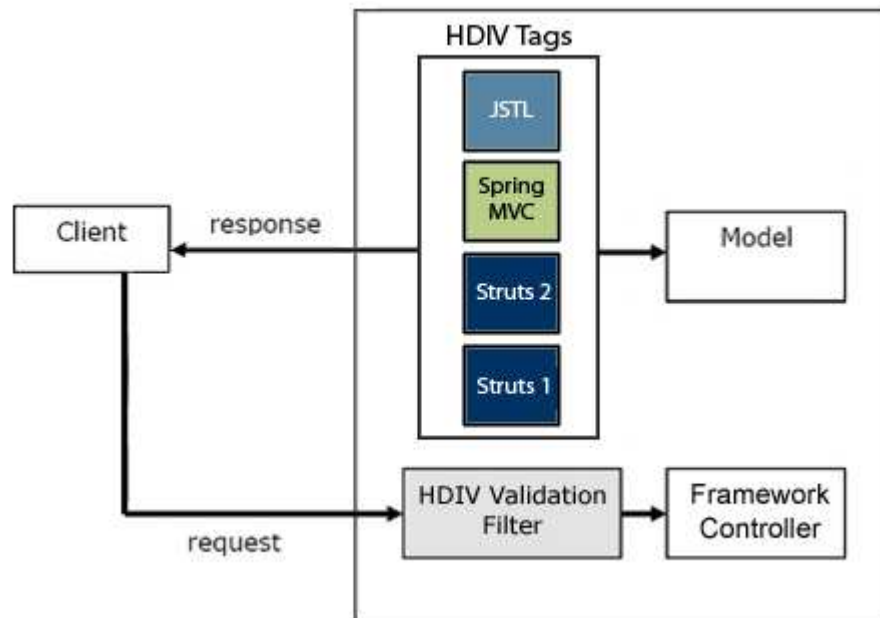 HDIV Tags
JSTL
Spring
MVC
Client
response
Model
Struts 2
Struts 1
HDIV Validation
Filter
Framework
Controller
request